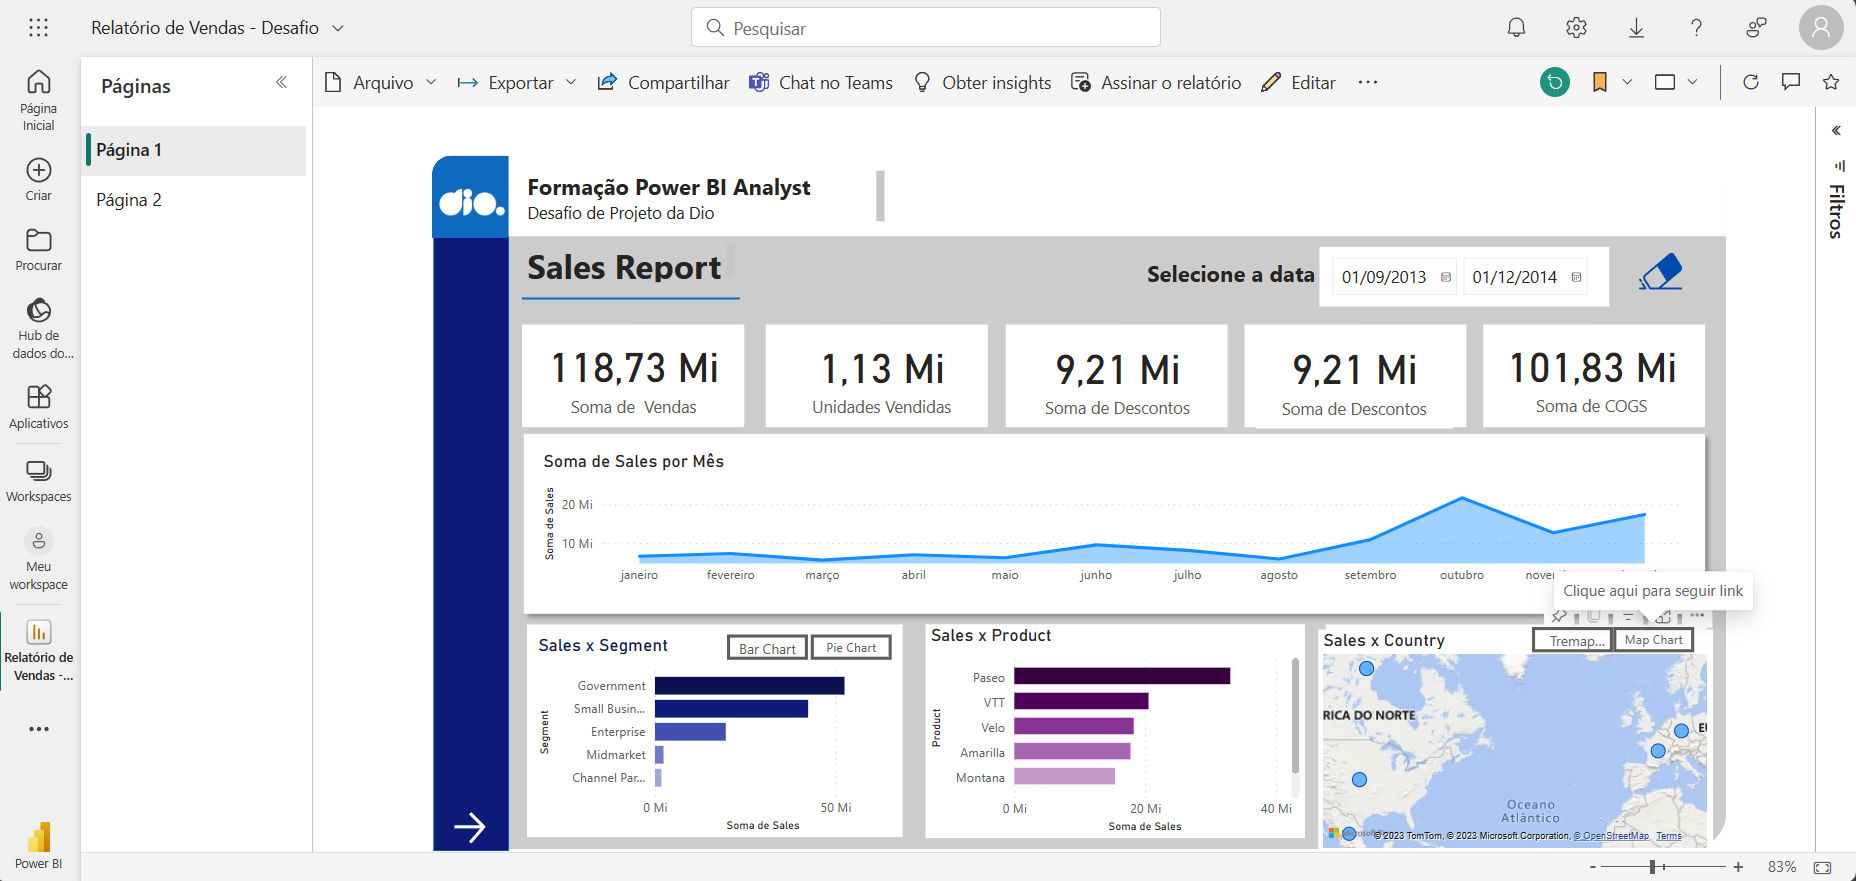 Relatório de Vendas - Desafio
Pesquisar
Página
Inicial
Criar
Procurar
Hub de
dados do...
Aplicativos
Workspaces
Meu
workspace
Relatório de
Vendas -...
Power BI
Páginas
Página 1
Página 2
Arquivo
Exportar
Compartilhar
Chat no Teams
Obter insights
Assinar o relatório
Editar
Filtros
dio.
Formação Power BI Analyst
Desafio de Projeto da Dio
Sales Report
Selecione a data
01/09/2013
01/12/2014
118,73 Mi
Soma de Vendas
1,13 Mi
Unidades Vendidas
9,21 Mi
Soma de Descontos
9,21 Mi
Soma de Descontos
101,83 Mi
Soma de COGS
Soma de Sales por Mês
Soma de Sales
20 Mi
10 Mi
janeiro
fevereiro
março
abril
maio
junho
julho
agosto
setembro
outubro
Clique aqui para seguir link
Sales x Segment
Bar Chart
Pie Chart
Segment
Government
Small Busin...
Enterprise
Midmarket
Channel Par...
0 Mi
50 Mi
Soma de Sales
Sales x Product
Product
Paseo
VTT
Velo
Amarilla
Montana
0 Mi
20 Mi
40 Mi
Soma de Sales
Sales x Country
Tremap...
Map Chart
RICA DO NORTE
Oceano
Atlântico
© 2023 TomTom, © 2023 Microsoft Corporation, © OpenStreetMap Terms
83%